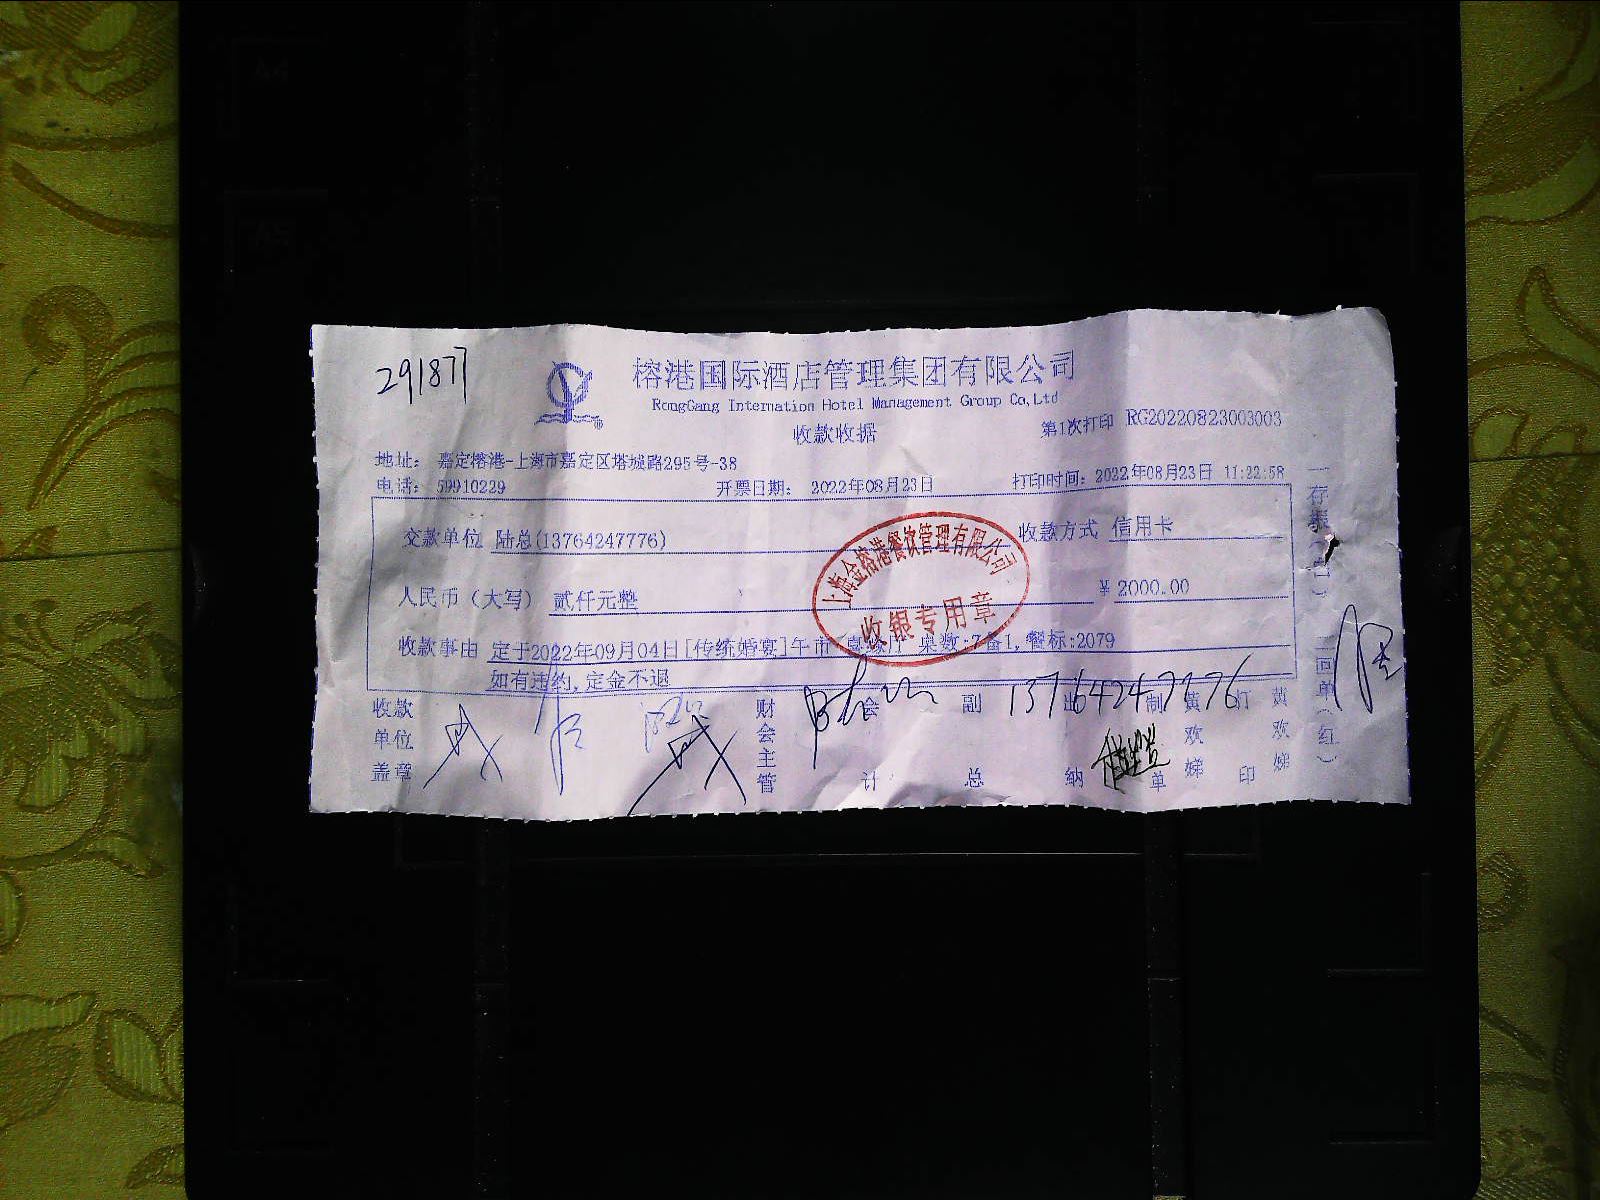 291877
榕港国际酒店管理集团有限公司
RongGang Internation Hotel Management Group Co,Ltd
收款收据
第1次打印 RG20220823003003
地址: 嘉定榕港-上海市嘉定区塔城路295号-38
电话: 59910229 开票日期: 2022年08月23日 打印时间: 2022年08月23日 11:22:58
交款单位 陆总(13764247776) 收款方式 信用卡
人民币(大写) 贰仟元整 ¥2000.00
上海金榕港餐饮管理有限公司
收银专用章
收款事由 定于2022年09月04日[传统婚宴]午市 桌数:7备1,餐标:2079
如有违约,定金不退
13764247776
收款单位盖章 财会主管 会计 副总 出纳 制单 黄欢娣 打印 黄欢娣
一存根
二回单(红)